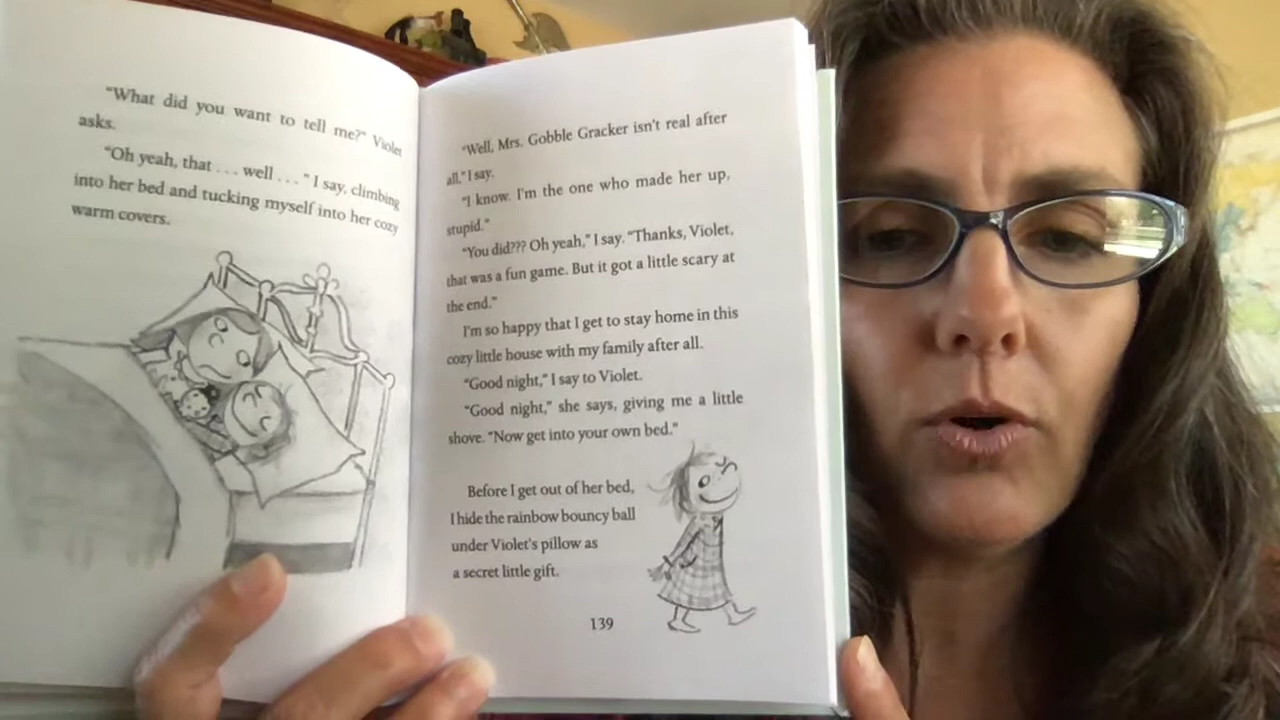 "What did you want to tell me?" Violet
asks.
"Oh yeah, that . . . well . . . " I say, climbing
into her bed and tucking myself into her cozy
warm covers.
"Well, Mrs. Gobble Gracker isn't real after
all." I say.
"I know. I'm the one who made her up,
stupid."
"You did??? Oh yeah," I say. "Thanks, Violet,
that was a fun game. But it got a little scary at
the end."
I'm so happy that I get to stay home in this
cozy little house with my family after all.
"Good night," I say to Violet.
"Good night," she says, giving me a little
shove. "Now get into your own bed."
Before I get out of her bed,
I hide the rainbow bouncy ball
under Violet's pillow as
a secret little gift.
139